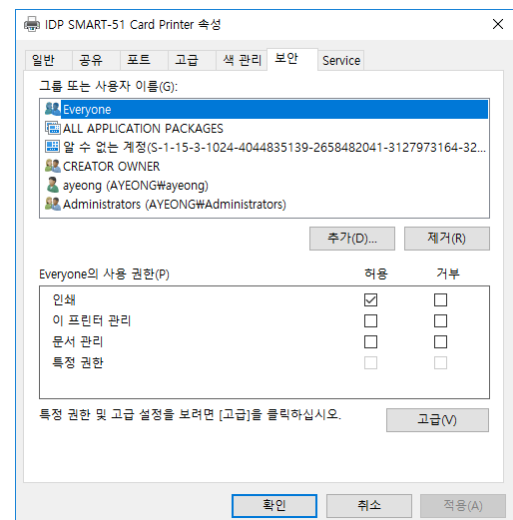 IDP SMART-51 Card Printer 속성
일반 공유 포트 고급 색 관리 보안 Service
그룹 또는 사용자 이름(G):
Everyone
ALL APPLICATION PACKAGES
알 수 없는 계정(S-1-15-3-1024-4044835139-2658482041-3127973164-32...
CREATOR OWNER
ayeong (AYEONG₩ayeong)
Administrators (AYEONG₩Administrators)
추가(D)... 제거(R)
Everyone의 사용 권한(P) 허용 거부
인쇄
이 프린터 관리
문서 관리
특정 권한
특정 권한 및 고급 설정을 보려면 [고급]을 클릭하십시오. 고급(V)
확인 취소 적용(A)